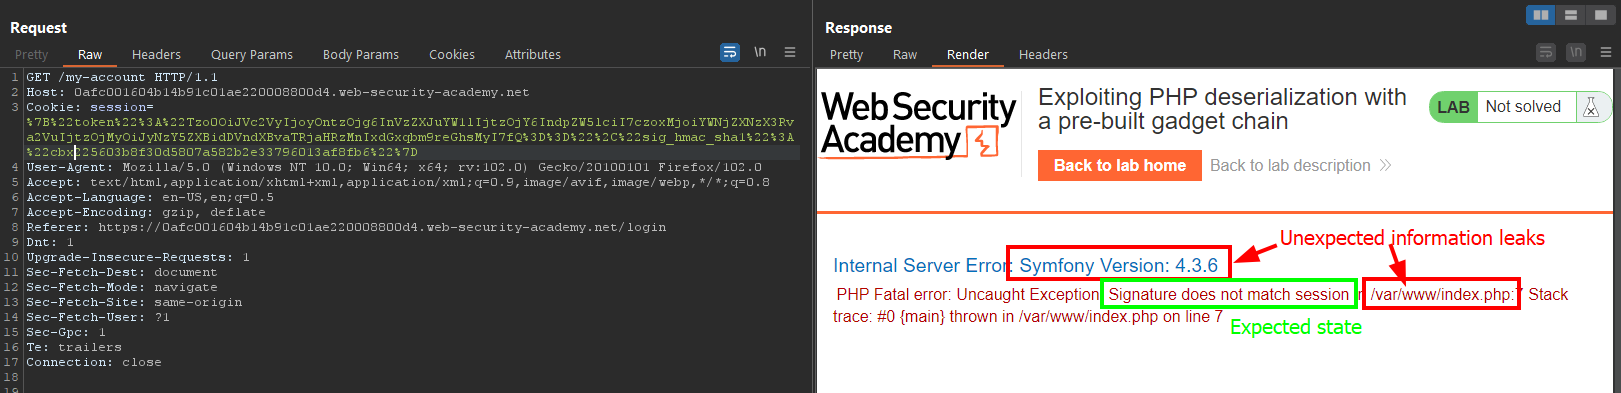 Request
Pretty Raw Headers Query Params Body Params Cookies Attributes \n
1 GET /my-account HTTP/1.1
2 Host: 0afc001604b14b91c01ae220008800d4.web-security-academy.net
3 Cookie: session=
%7B%22token%22%3A%22Tzo0OiJVc2VyIjoyOntzOjg6InVzZXJuYW1lIjtzOjY6IndpZW5lciI7czoxMjoiYWNjZXNzX3Rv
a2VuIjtzOjMyOiJyNzY5ZXBidDVndXBvaTRjaHRzMnIxdGxqbm9reGhsMyI7fQ%3D%3D%22%2C%22sig_hmac_sha1%22%3A
%22cbx225603b8f30d5807a582b2e33796013af8fb6%22%7D
4 User-Agent: Mozilla/5.0 (Windows NT 10.0; Win64; x64; rv:102.0) Gecko/20100101 Firefox/102.0
5 Accept: text/html,application/xhtml+xml,application/xml;q=0.9,image/avif,image/webp,*/*;q=0.8
6 Accept-Language: en-US,en;q=0.5
7 Accept-Encoding: gzip, deflate
8 Referer: https://0afc001604b14b91c01ae220008800d4.web-security-academy.net/login
9 Dnt: 1
10 Upgrade-Insecure-Requests: 1
11 Sec-Fetch-Dest: document
12 Sec-Fetch-Mode: navigate
13 Sec-Fetch-Site: same-origin
14 Sec-Fetch-User: ?1
15 Sec-Gpc: 1
16 Te: trailers
17 Connection: close
18
19
Response
Pretty Raw Render Headers \n
WebSecurity
Academy
Exploiting PHP deserialization with
a pre-built gadget chain
LAB Not solved
Back to lab home Back to lab description
Unexpected information leaks
Internal Server Error: Symfony Version: 4.3.6
PHP Fatal error: Uncaught Exception Signature does not match session in /var/www/index.php:7 Stack
trace: #0 {main} thrown in /var/www/index.php on line 7
Expected state